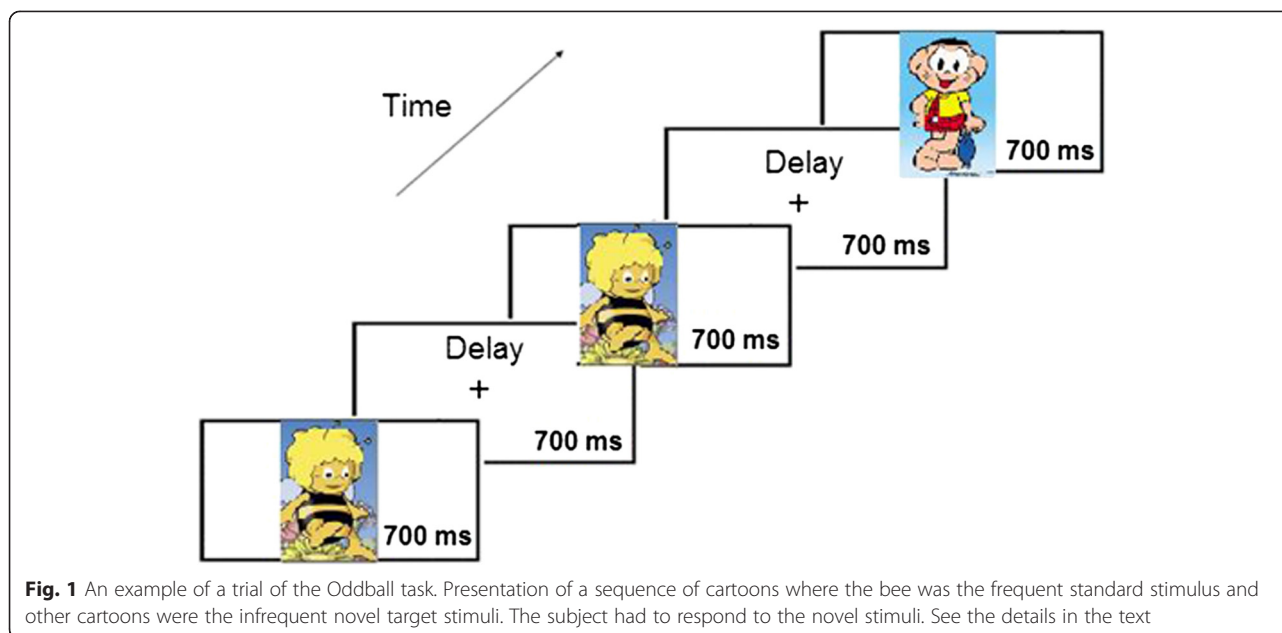 Time
700 ms
Delay
+
700 ms
700 ms
Delay
+
700 ms
700 ms
Fig. 1 An example of a trial of the Oddball task. Presentation of a sequence of cartoons where the bee was the frequent standard stimulus and
other cartoons were the infrequent novel target stimuli. The subject had to respond to the novel stimuli. See the details in the text